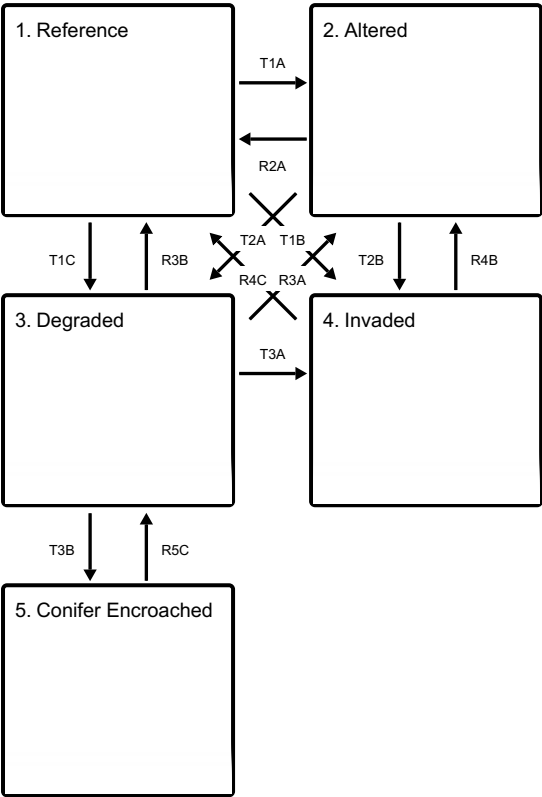 1. Reference
2. Altered
T1A
R2A
T2A
T1B
T1C
R3B
T2B
R4B
R4C
R3A
3. Degraded
4. Invaded
T3A
T3B
R5C
5. Conifer Encroached